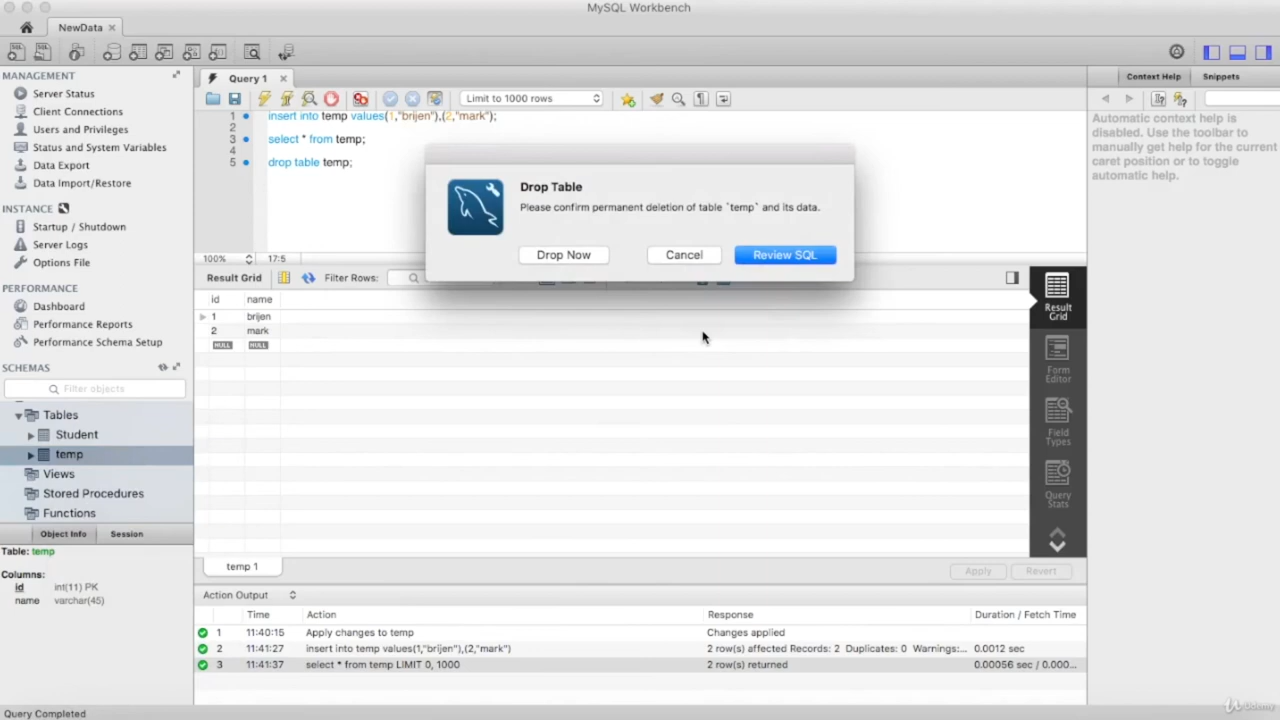 MySQL Workbench
NewData
MANAGEMENT
Server Status
Client Connections
Users and Privileges
Status and System Variables
Data Export
Data Import/Restore
INSTANCE
Startup / Shutdown
Server Logs
Options File
PERFORMANCE
Dashboard
Performance Reports
Performance Schema Setup
SCHEMAS
Filter objects
Tables
Student
temp
Views
Stored Procedures
Functions
Object Info Session
Table: temp
Columns:
id int(11) PK
name varchar(45)
Query Completed
Query 1
Limit to 1000 rows
1 insert into temp values(1,"brijen"),(2,"mark");
2
3 select * from temp;
4
5 drop table temp;
100% 17:5
Drop Table
Please confirm permanent deletion of table `temp` and its data.
Drop Now Cancel Review SQL
Result Grid Filter Rows:
id name
1 brijen
2 mark
NULL NULL
temp 1
Apply Revert
Result
Grid
Form
Editor
Field
Types
Query
Stats
Action Output
Time Action Response Duration / Fetch Time
1 11:40:15 Apply changes to temp Changes applied
2 11:41:27 insert into temp values(1,"brijen"),(2,"mark") 2 row(s) affected Records: 2 Duplicates: 0 Warnings:... 0.0012 sec
3 11:41:37 select * from temp LIMIT 0, 1000 2 row(s) returned 0.00056 sec / 0.000...
Context Help Snippets
Automatic context help is
disabled. Use the toolbar to
manually get help for the current
caret position or to toggle
automatic help.
Udemy